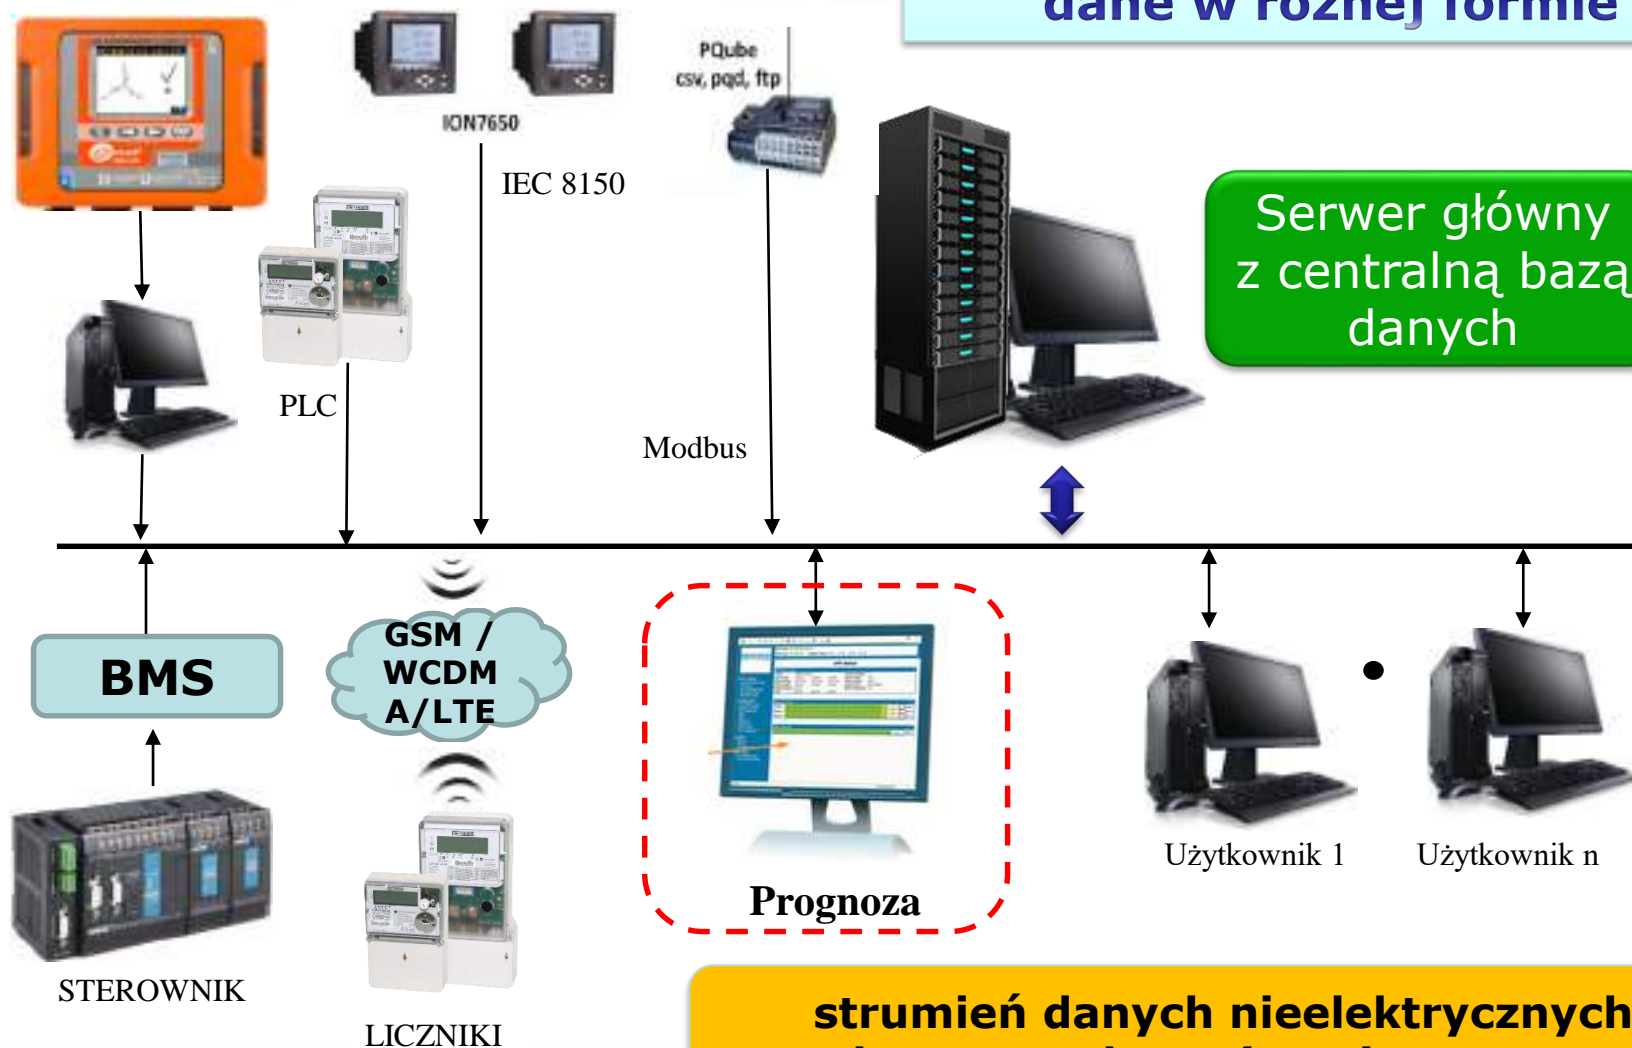 dane w różnej formie
PQube
csv, pqd, ftp
ION7650
IEC 8150
Serwer główny
z centralną bazą
danych
PLC
Modbus
GSM /
WCDM
A/LTE
BMS
Użytkownik 1
Użytkownik n
Prognoza
STEROWNIK
LICZNIKI
strumień danych nieelektrycznych